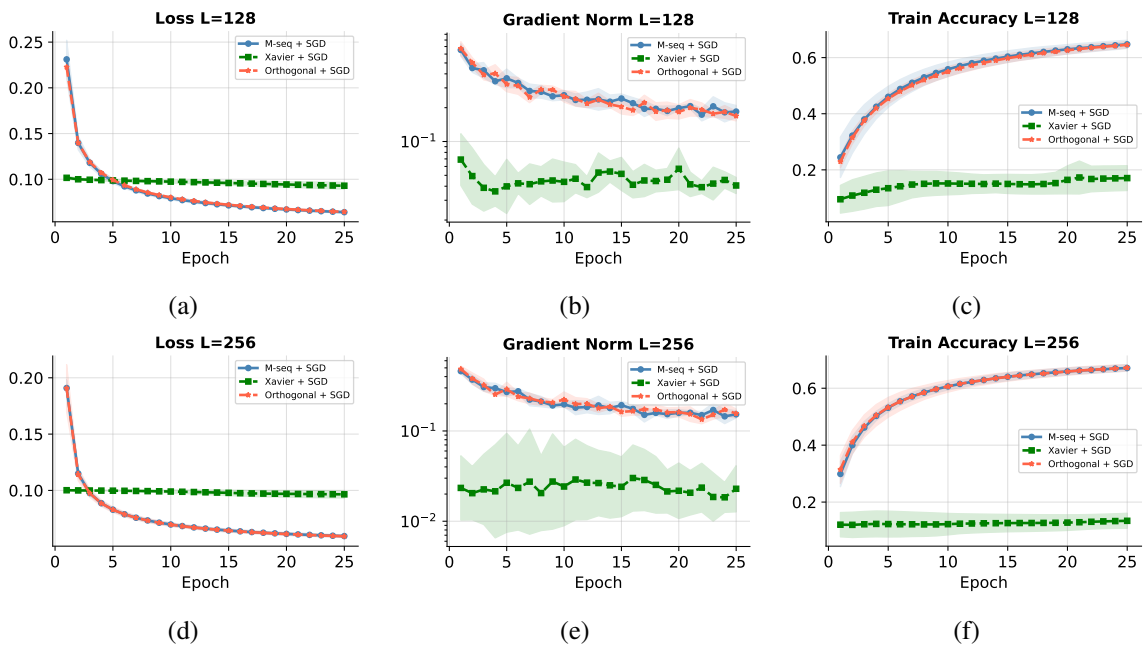 Loss L=128
0.25
0.20
0.15
0.10
M-seq + SGD
Xavier + SGD
Orthogonal + SGD
0 5 10 15 20 25
Epoch
(a)
Gradient Norm L=128
10⁻¹
M-seq + SGD
Xavier + SGD
Orthogonal + SGD
0 5 10 15 20 25
Epoch
(b)
Train Accuracy L=128
0.6
0.4
0.2
M-seq + SGD
Xavier + SGD
Orthogonal + SGD
0 5 10 15 20 25
Epoch
(c)
Loss L=256
0.20
0.15
0.10
M-seq + SGD
Xavier + SGD
Orthogonal + SGD
0 5 10 15 20 25
Epoch
(d)
Gradient Norm L=256
10⁻¹
10⁻²
M-seq + SGD
Xavier + SGD
Orthogonal + SGD
0 5 10 15 20 25
Epoch
(e)
Train Accuracy L=256
0.6
0.4
0.2
M-seq + SGD
Xavier + SGD
Orthogonal + SGD
0 5 10 15 20 25
Epoch
(f)